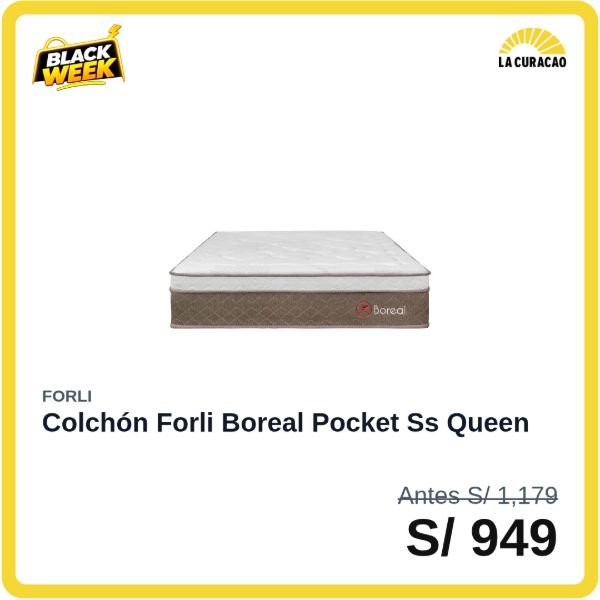 BLACK
WEEK
LA CURACAO
Boreal
FORLI
Colchón Forli Boreal Pocket Ss Queen
Antes S/ 1,179
S/ 949